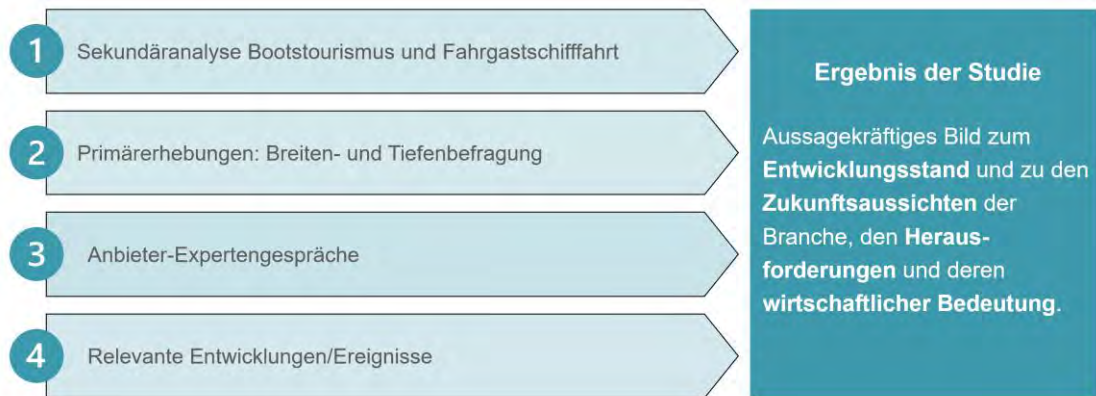 1 Sekundäranalyse Bootstourismus und Fahrgastschifffahrt
2 Primärerhebungen: Breiten- und Tiefenbefragung
3 Anbieter-Expertengespräche
4 Relevante Entwicklungen/Ereignisse
Ergebnis der Studie
Aussagekräftiges Bild zum
Entwicklungsstand und zu den
Zukunftsaussichten der
Branche, den Heraus-
forderungen und deren
wirtschaftlicher Bedeutung.